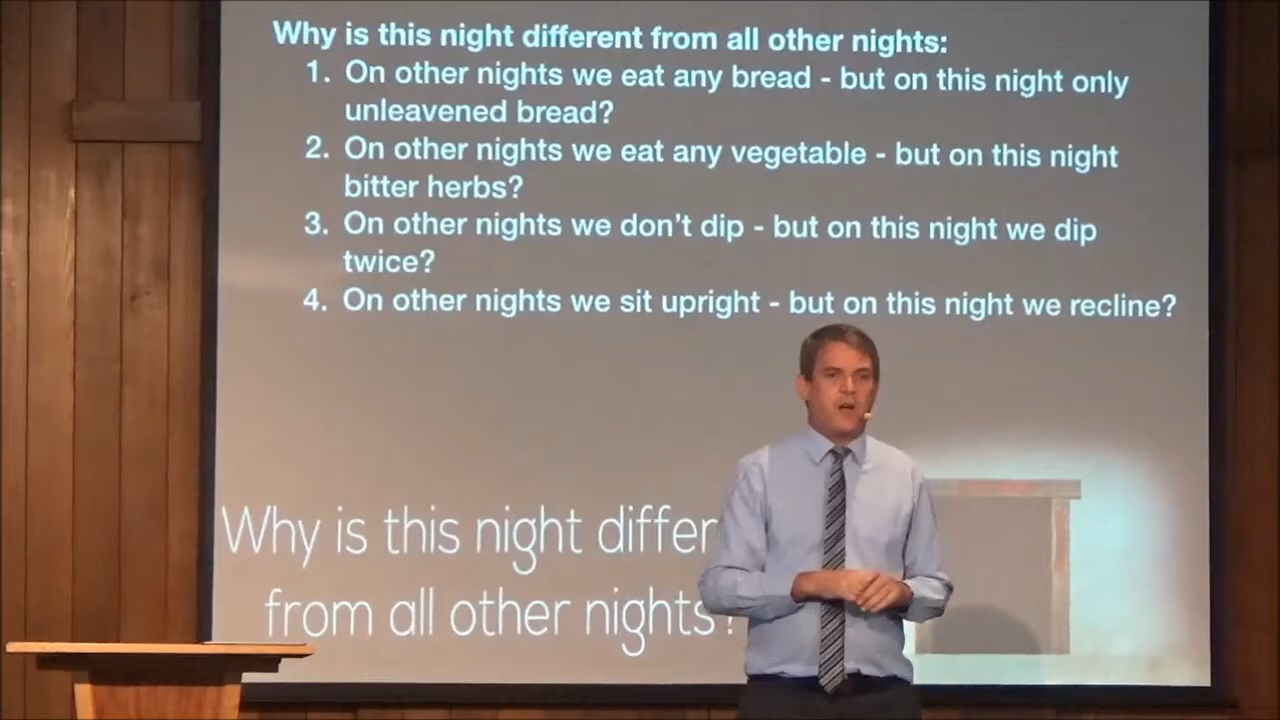 Why is this night different from all other nights:
1. On other nights we eat any bread - but on this night only
unleavened bread?
2. On other nights we eat any vegetable - but on this night
bitter herbs?
3. On other nights we don't dip - but on this night we dip
twice?
4. On other nights we sit upright - but on this night we recline?
Why is this night differ
from all other nights?